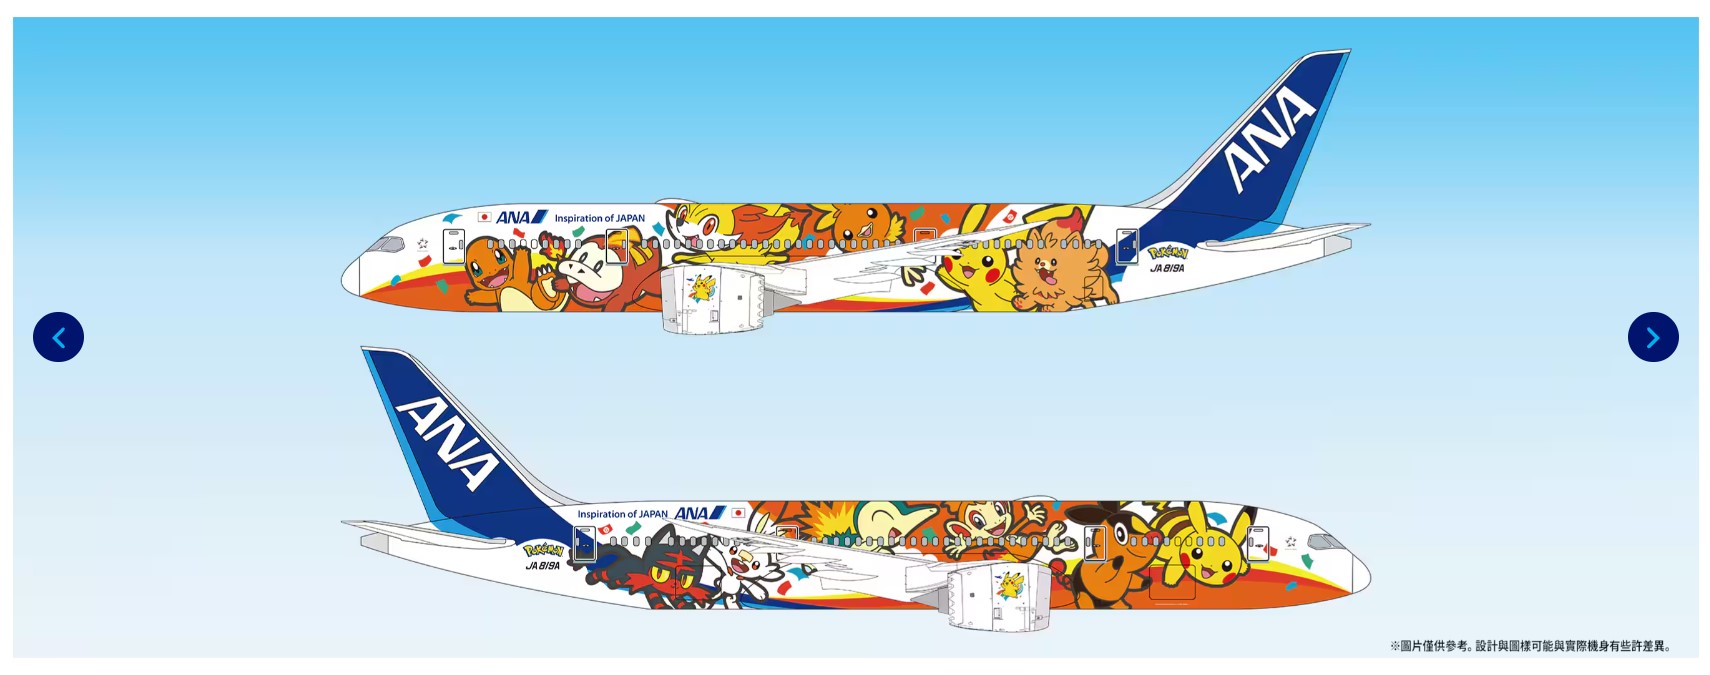 ANA
ANA Inspiration of JAPAN
Pokémon
JA819A
ANA
Inspiration of JAPAN ANA
Pokémon
JA819A
※圖片僅供參考。設計與圖樣可能與實際機身有些許差異。